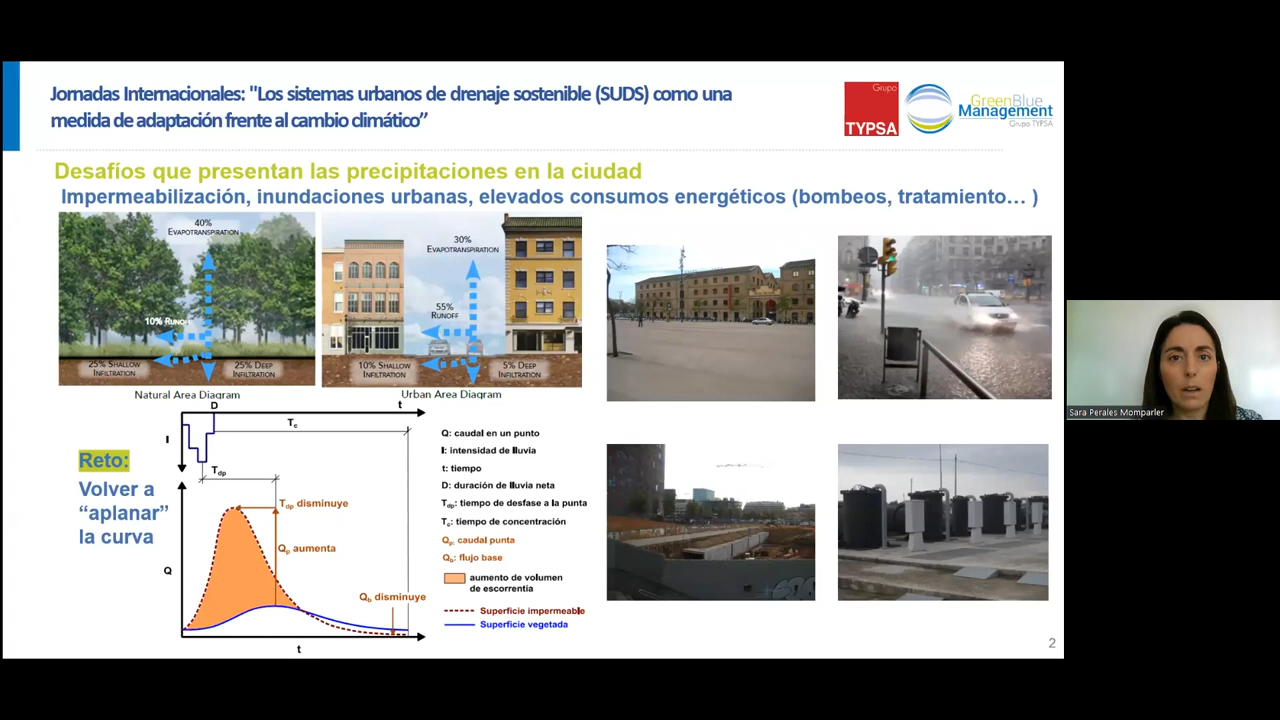 Jornadas Internacionales: "Los sistemas urbanos de drenaje sostenible (SUDS) como una
medida de adaptación frente al cambio climático”
Grupo
TYPSA
GreenBlue
Management
Grupo TYPSA
Desafíos que presentan las precipitaciones en la ciudad
Impermeabilización, inundaciones urbanas, elevados consumos energéticos (bombeos, tratamiento… )
40%
EVAPOTRANSPIRATION
10% RUNOFF
25% SHALLOW
INFILTRATION
25% DEEP
INFILTRATION
Natural Area Diagram
30%
EVAPOTRANSPIRATION
55%
RUNOFF
10% SHALLOW
INFILTRATION
5% DEEP
INFILTRATION
Urban Area Diagram
Reto:
Volver a
“aplanar”
la curva
D
t
I
Tc
Tdp
Tdp disminuye
Qp aumenta
Q
Qb disminuye
t
Q: caudal en un punto
I: intensidad de lluvia
t: tiempo
D: duración de lluvia neta
Tdp: tiempo de desfase a la punta
Tc: tiempo de concentración
Qp: caudal punta
Qb: flujo base
aumento de volumen
de escorrentía
Superficie impermeable
Superficie vegetada
2
Sara Perales Momparler